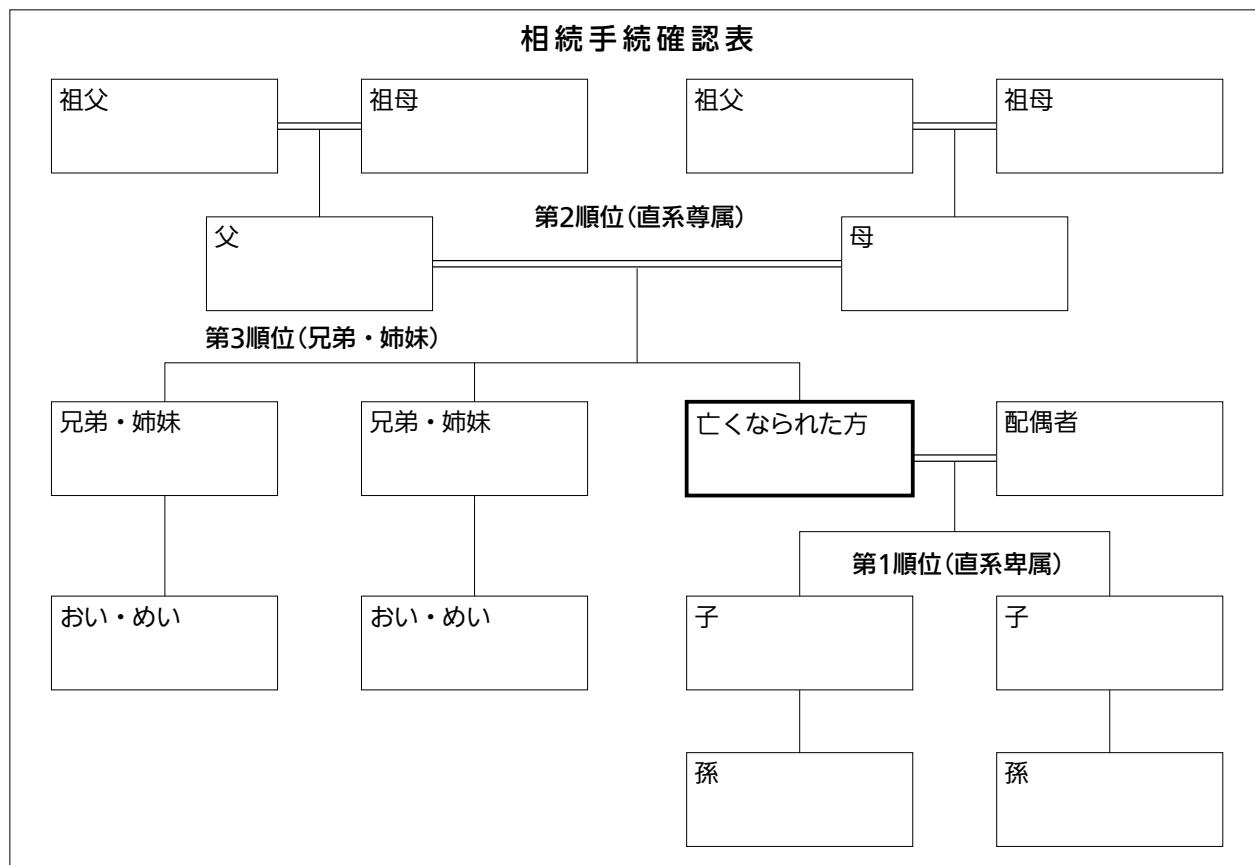 相続手続確認表
祖父
祖母
祖父
祖母
第2順位(直系尊属)
父
母
第3順位(兄弟・姉妹)
兄弟・姉妹
兄弟・姉妹
亡くなられた方
配偶者
第1順位(直系卑属)
おい・めい
おい・めい
子
子
孫
孫